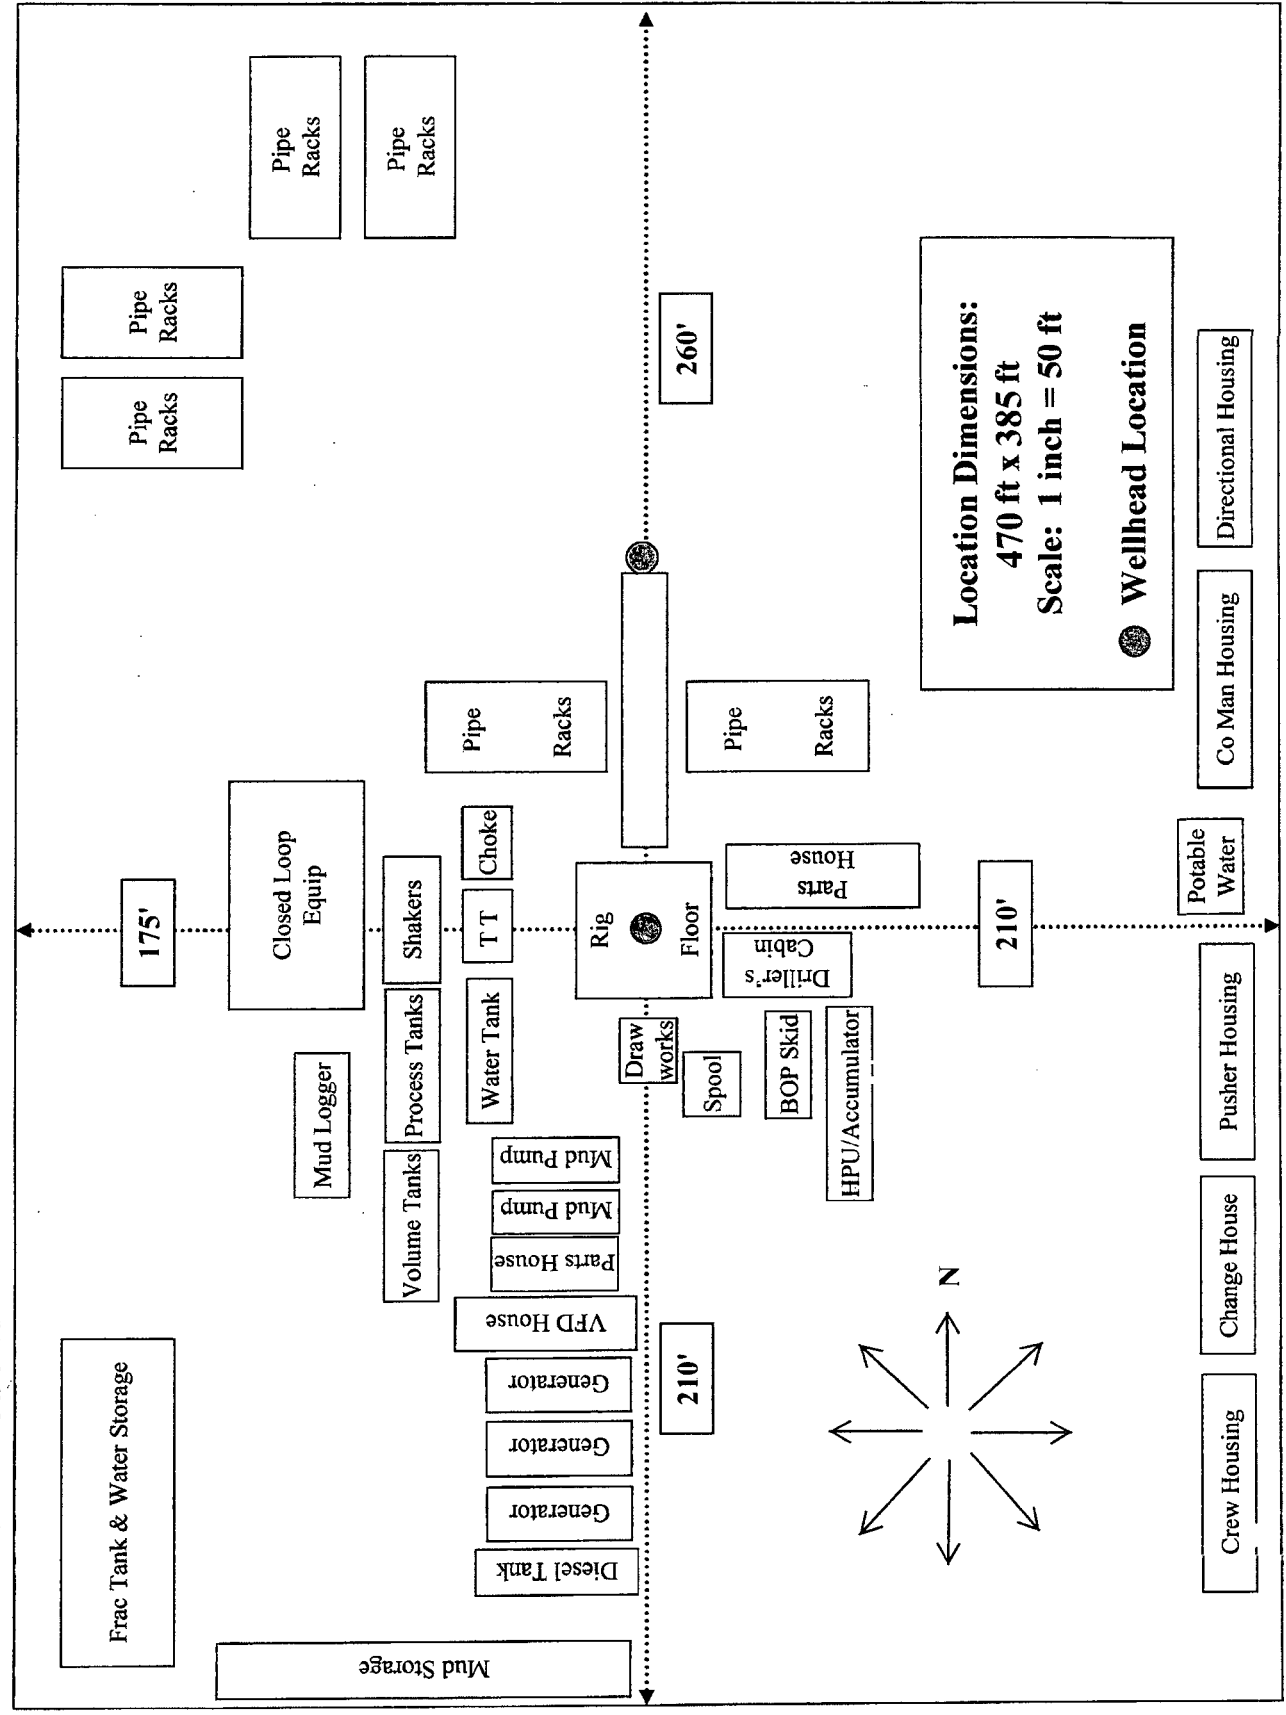 Pipe
Racks
Pipe
Racks
Pipe
Racks
Pipe
Racks
260'
Location Dimensions:
470 ft x 385 ft
Scale: 1 inch = 50 ft
Wellhead Location
Directional Housing
Co Man Housing
Pipe
Racks
Pipe
Racks
175'
Closed Loop
Equip
Shakers
Choke
T T
Rig
Floor
Parts
House
Driller's
Cabin
210'
Potable
Water
Mud Logger
Process Tanks
Water Tank
Volume Tanks
Draw
works
Spool
BOP Skid
HPU/Accumulator
Pusher Housing
Mud Pump
Mud Pump
Parts House
VFD House
Generator
Generator
Generator
Diesel Tank
Mud Storage
Frac Tank & Water Storage
210'
N
Change House
Crew Housing